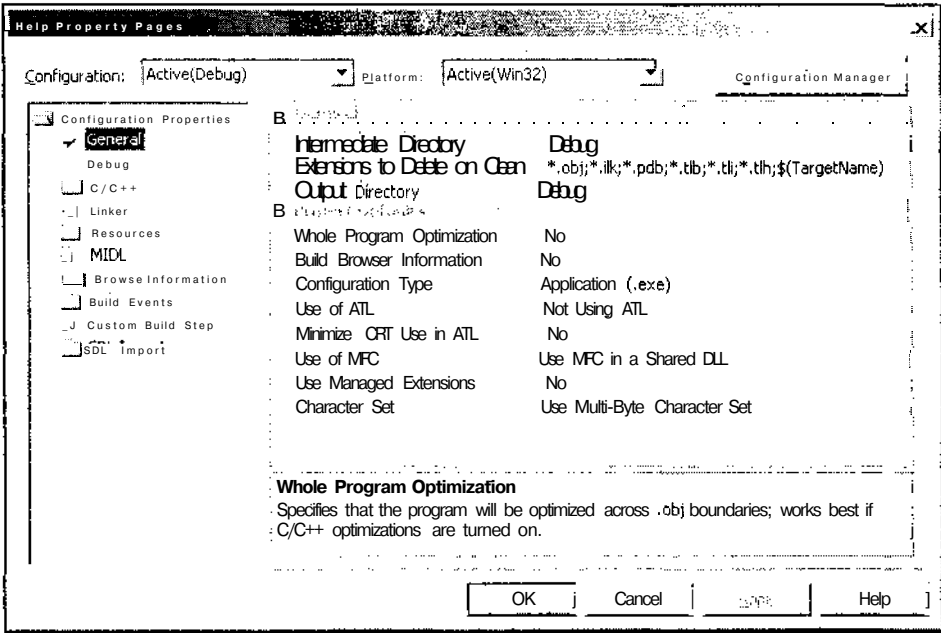 Help Property Pages
Configuration: Active(Debug) Platform: Active(Win32) Configuration Manager
Configuration Properties
General
Debug
C/C++
Linker
Resources
MIDL
Browse Information
Build Events
Custom Build Step
SDL Import
Intermediate Directory Debug
Extensions to Delete on Clean *.obj;*.ilk;*.pdb;*.tlb;*.tli;*.tlh;$(TargetName)
Output Directory Debug
Whole Program Optimization No
Build Browser Information No
Configuration Type Application (.exe)
Use of ATL Not Using ATL
Minimize CRT Use in ATL No
Use of MFC Use MFC in a Shared DLL
Use Managed Extensions No
Character Set Use Multi-Byte Character Set
Whole Program Optimization
Specifies that the program will be optimized across .obj boundaries; works best if
C/C++ optimizations are turned on.
OK Cancel Help